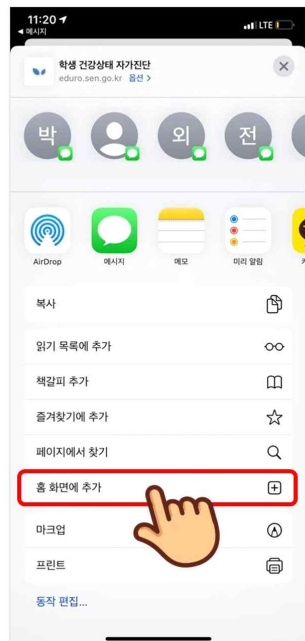 11:20
◀ 메시지
LTE
학생 건강상태 자가진단
eduro.sen.go.kr 옵션 >
박
외
전
AirDrop
메시지
메모
미리 알림
복사
읽기 목록에 추가
책갈피 추가
즐겨찾기에 추가
페이지에서 찾기
홈 화면에 추가
마크업
프린트
동작 편집...